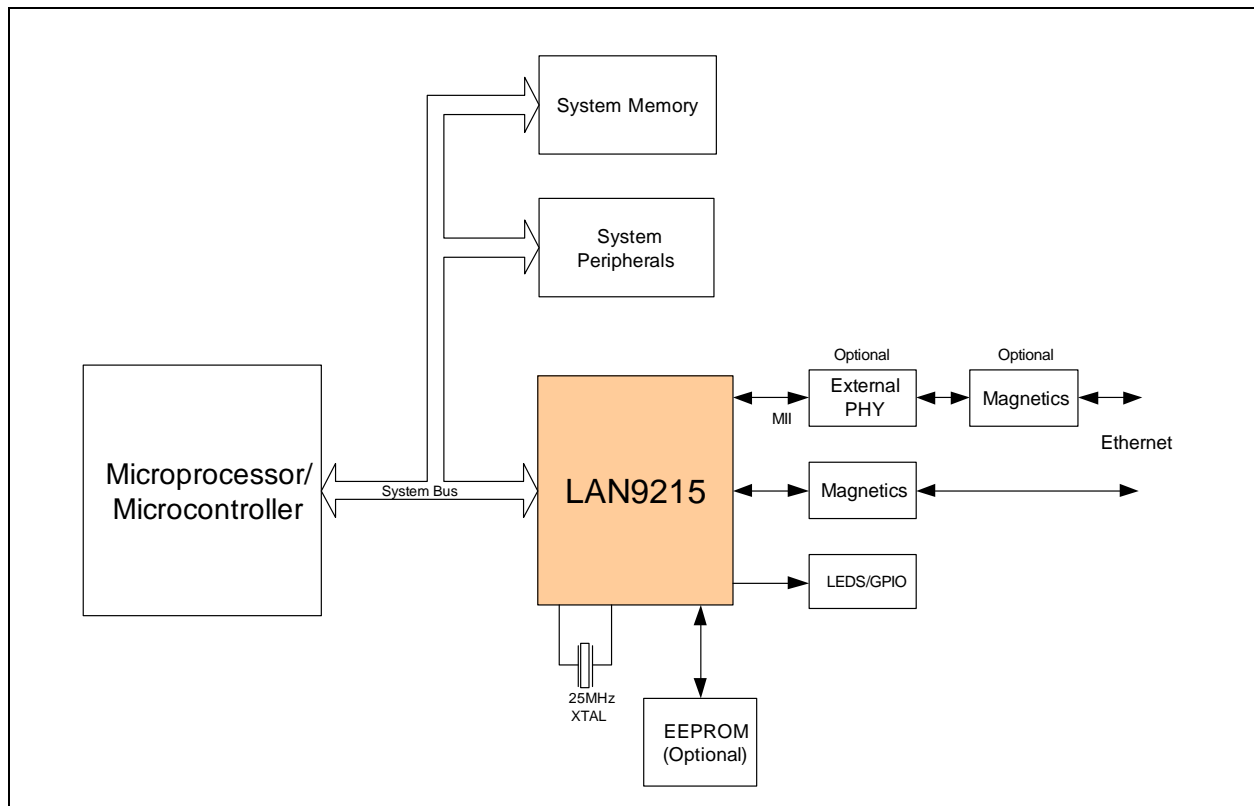 System Memory
System
Peripherals
Microprocessor/
Microcontroller
System Bus
LAN9215
MII
Optional
External
PHY
Optional
Magnetics
Ethernet
Magnetics
LEDS/GPIO
25MHz
XTAL
EEPROM
(Optional)